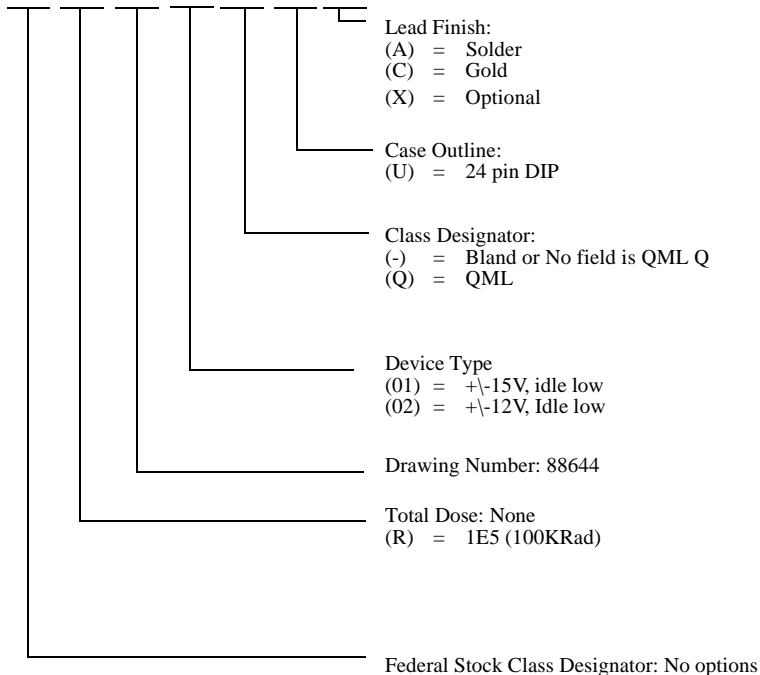 Lead Finish:
(A) = Solder
(C) = Gold
(X) = Optional
Case Outline:
(U) = 24 pin DIP
Class Designator:
(-) = Bland or No field is QML Q
(Q) = QML
Device Type
(01) = +\-15V, idle low
(02) = +\-12V, Idle low
Drawing Number: 88644
Total Dose: None
(R) = 1E5 (100KRad)
Federal Stock Class Designator: No options